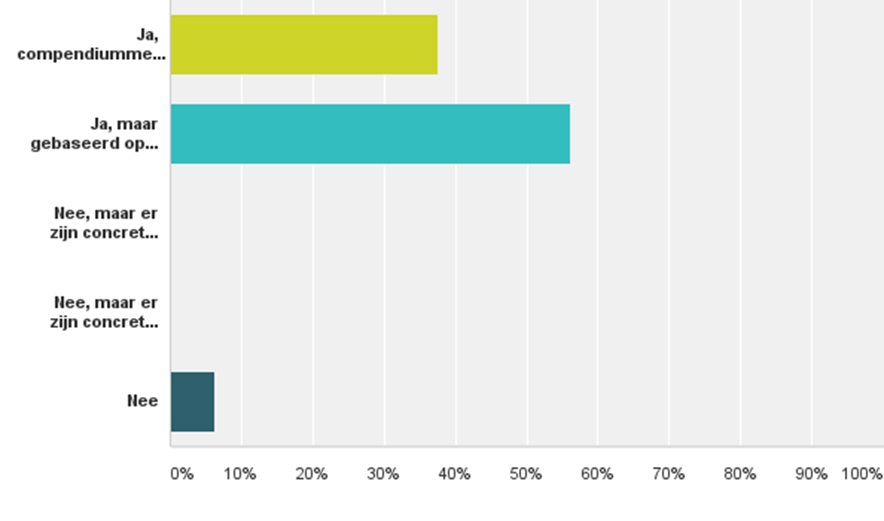 Ja,
compendiumme...
Ja, maar
gebaseerd op...
Nee, maar er
zijn concret...
Nee, maar er
zijn concret...
Nee
0% 10% 20% 30% 40% 50% 60% 70% 80% 90% 100%